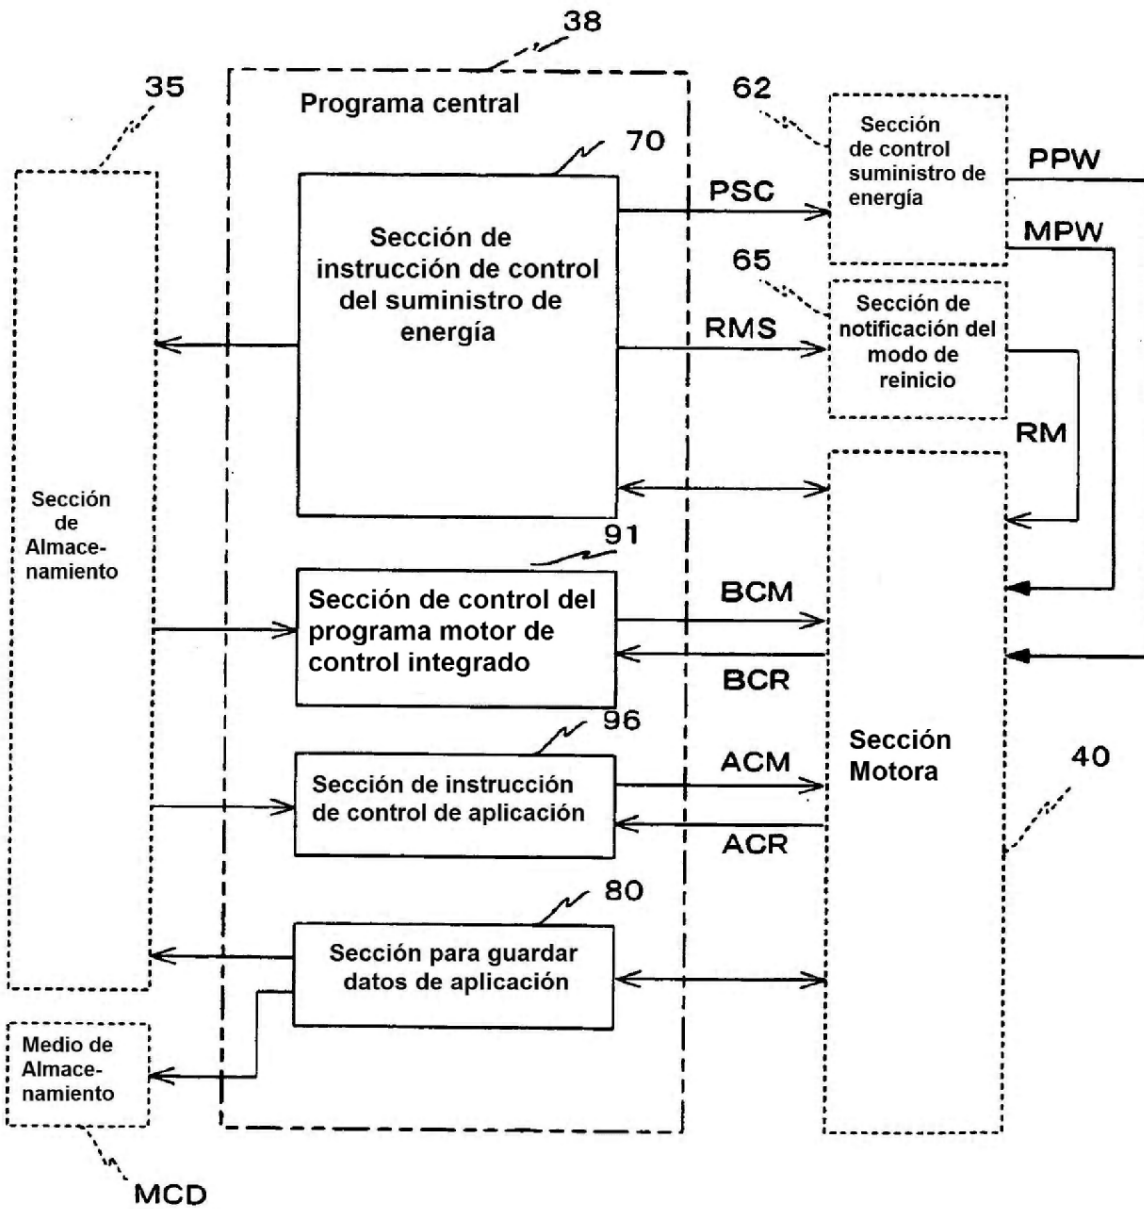 38
Programa central
35
62
Sección
de control
suministro de
energía
PPW
70
PSC
MPW
Sección de
instrucción de control
del suministro de
energía
65
Sección de
notificación del
modo de
reinicio
RMS
RM
Sección
de
Almace-
namiento
91
Sección de control del
programa motor de
control integrado
BCM
BCR
96
Sección de instrucción
de control de aplicación
ACM
ACR
Sección
Motora
40
80
Sección para guardar
datos de aplicación
Medio de
Almace-
namiento
MCD